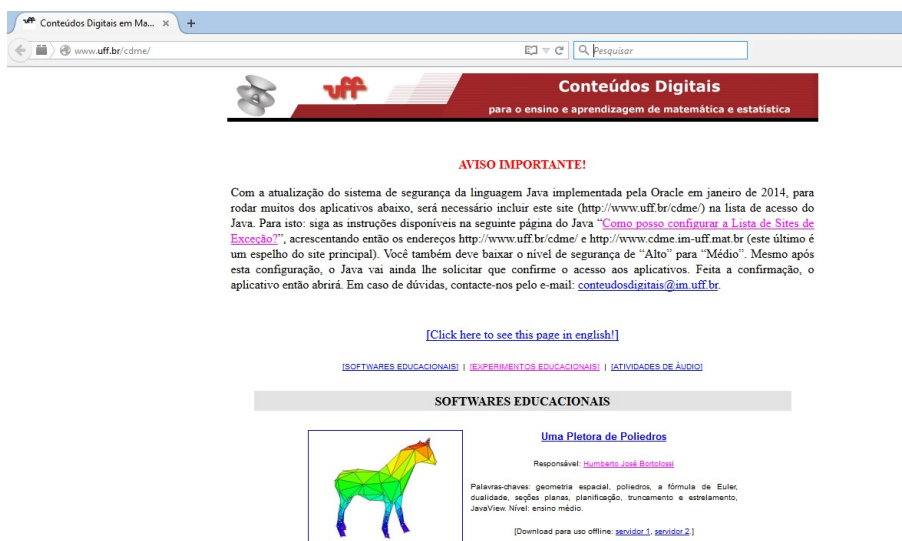 Conteúdos Digitais em Ma... × +
www.uff.br/cdme/ Pesquisar
uff Conteúdos Digitais
para o ensino e aprendizagem de matemática e estatística
AVISO IMPORTANTE!
Com a atualização do sistema de segurança da linguagem Java implementada pela Oracle em janeiro de 2014, para
rodar muitos dos aplicativos abaixo, será necessário incluir este site (http://www.uff.br/cdme/) na lista de acesso do
Java. Para isto: siga as instruções disponíveis na seguinte página do Java “Como posso configurar a Lista de Sites de
Exceção?”, acrescentando então os endereços http://www.uff.br/cdme/ e http://www.cdme.im-uff.mat.br (este último é
um espelho do site principal). Você também deve baixar o nível de segurança de “Alto” para “Médio”. Mesmo após
esta configuração, o Java vai ainda lhe solicitar que confirme o acesso aos aplicativos. Feita a confirmação, o
aplicativo então abrirá. Em caso de dúvidas, contacte-nos pelo e-mail: conteudosdigitais@im.uff.br.
[Click here to see this page in english!]
[SOFTWARES EDUCACIONAIS] | [EXPERIMENTOS EDUCACIONAIS] | [ATIVIDADES DE ÁUDIO]
SOFTWARES EDUCACIONAIS
Uma Pletora de Poliedros
Responsável: Humberto José Bortolossi
Palavras-chaves: geometria espacial, poliedros, a fórmula de Euler,
dualidade, seções planas, planificação, truncamento e estrelamento,
JavaView. Nível: ensino médio.
[Download para uso offline: servidor 1, servidor 2.]